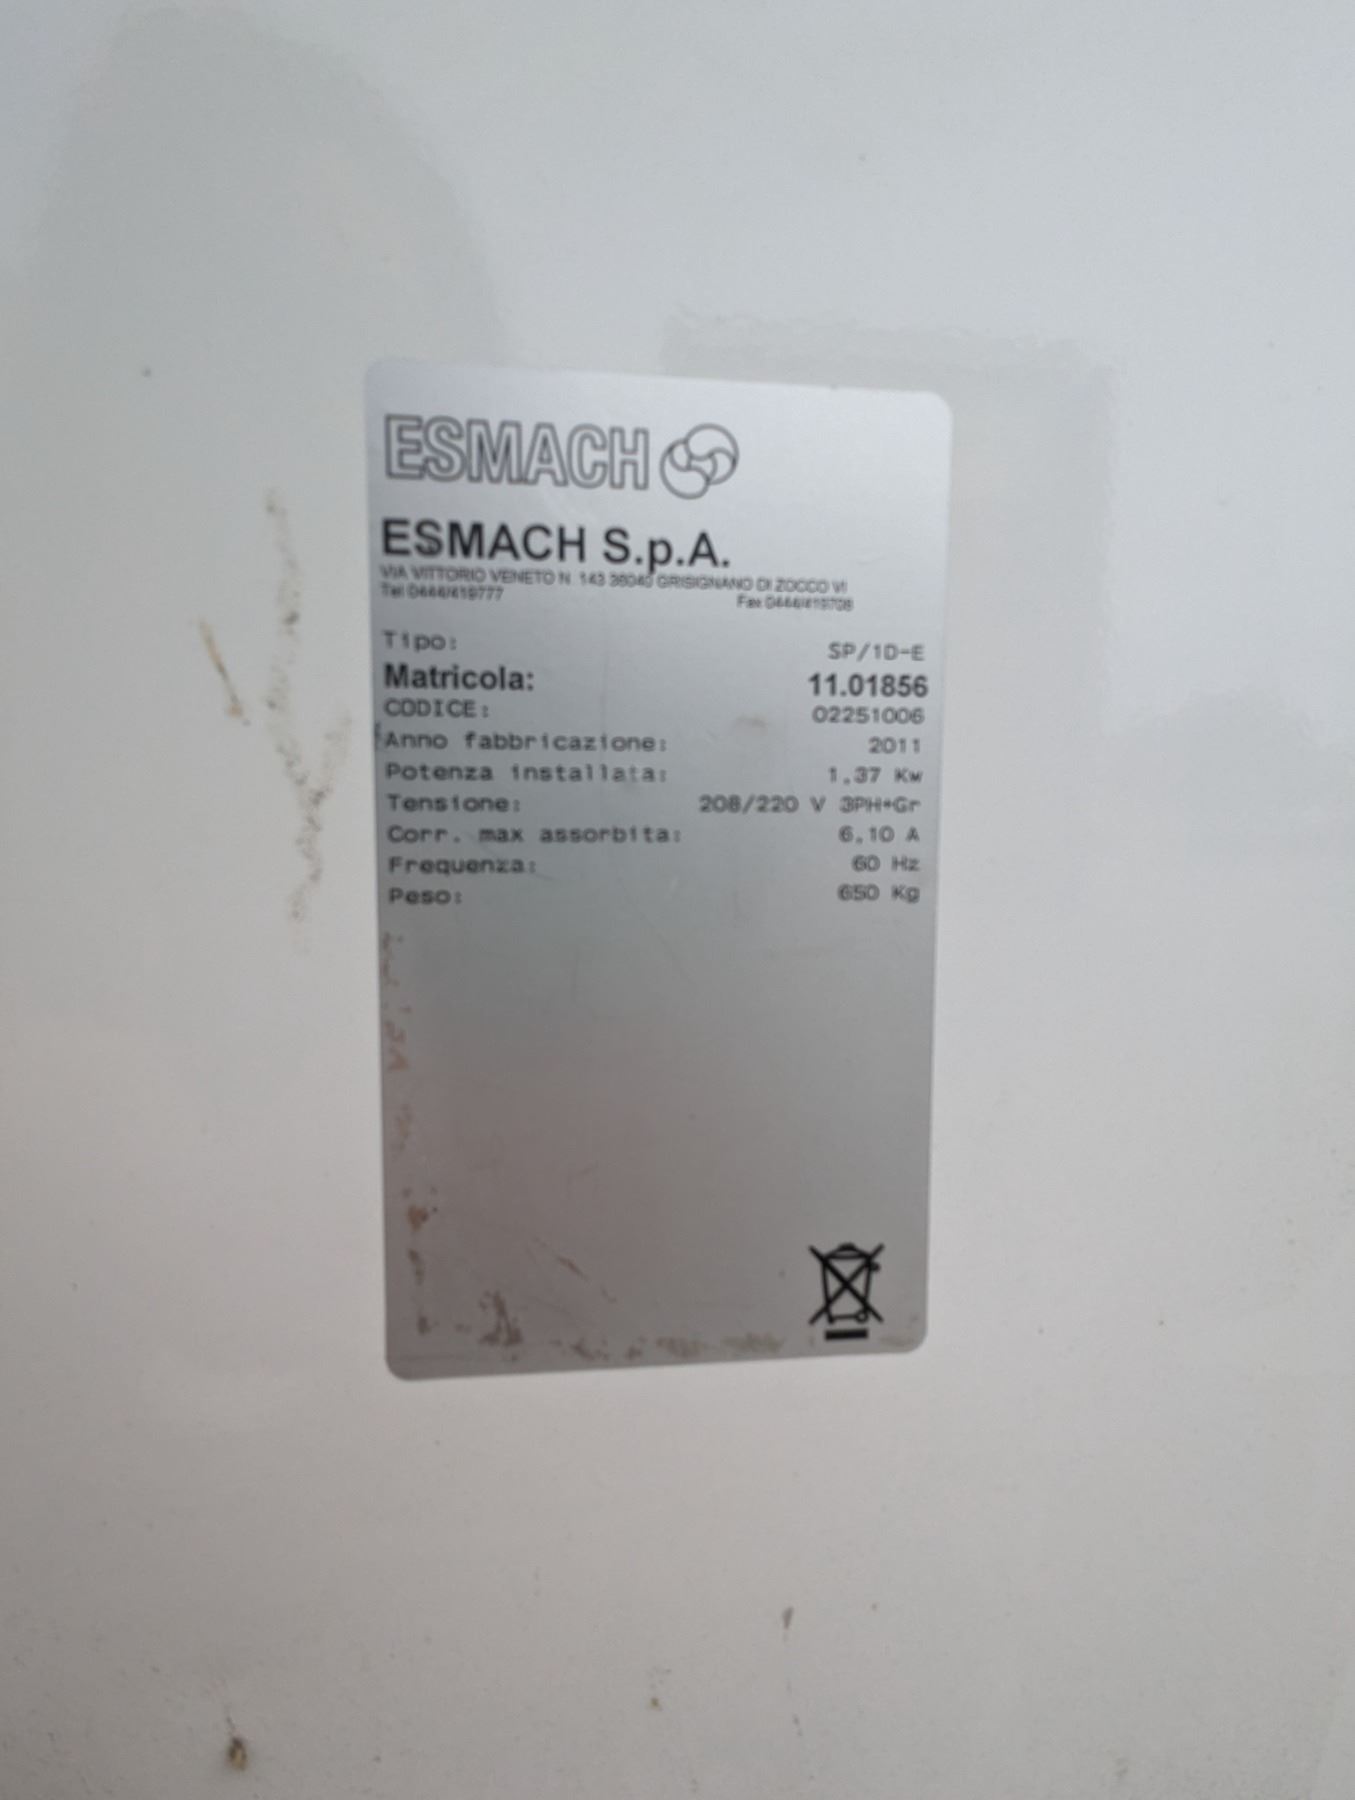 ESMACH
ESMACH S.p.A.
VIA VITTORIO VENETO N. 143 36040 GRISIGNANO DI ZOCCO VI
Tel 0444/419777 Fax 0444/419708
Tipo: SP/1D-E
Matricola: 11.01856
CODICE: 02251006
Anno fabbricazione: 2011
Potenza installata: 1.37 Kw
Tensione: 208/220 V 3PH+Gr
Corr. max assorbita: 6,10 A
Frequenza: 60 Hz
Peso: 650 Kg